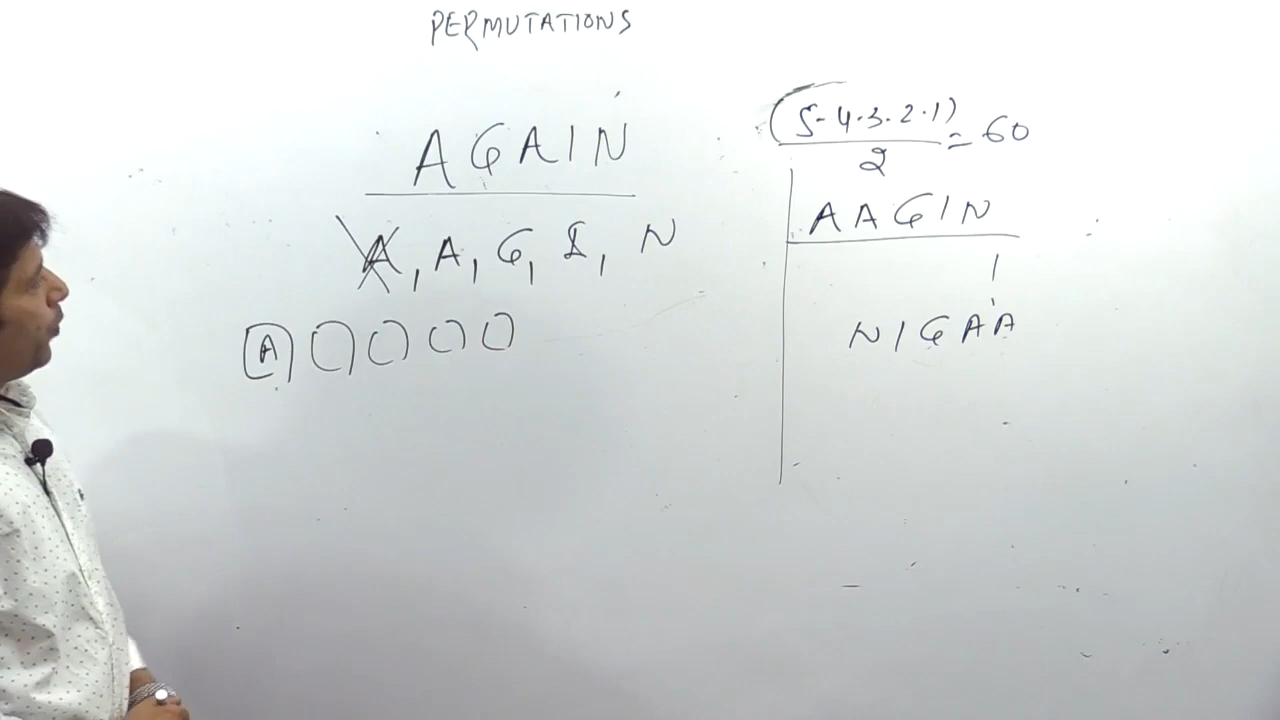 PERMUTATIONS
AGAIN
A, A, G, I, N
A
(5-4.3.2.1)
2
= 60
AAGIN
NIGAA